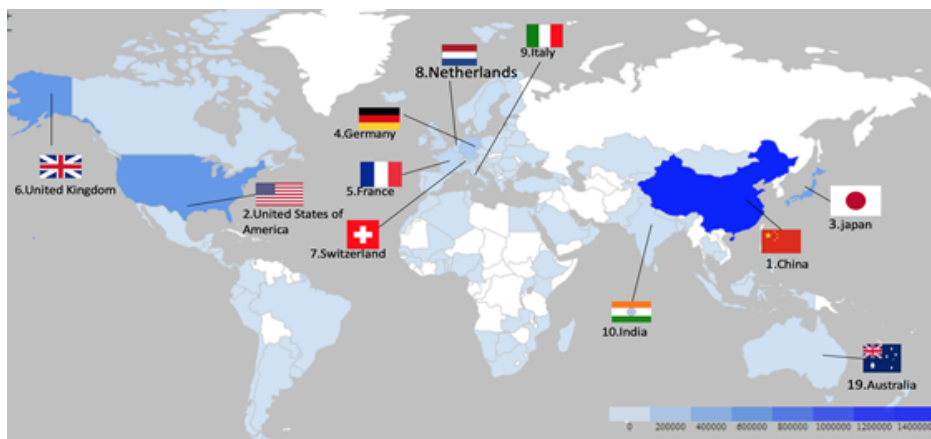 9.Italy
8.Netherlands
4.Germany
6.United Kingdom
5.France
2.United States of
America
3.japan
7.Switzerland
1.China
10.India
19.Australia
0 200000 400000 600000 800000 1000000 1200000 1400000